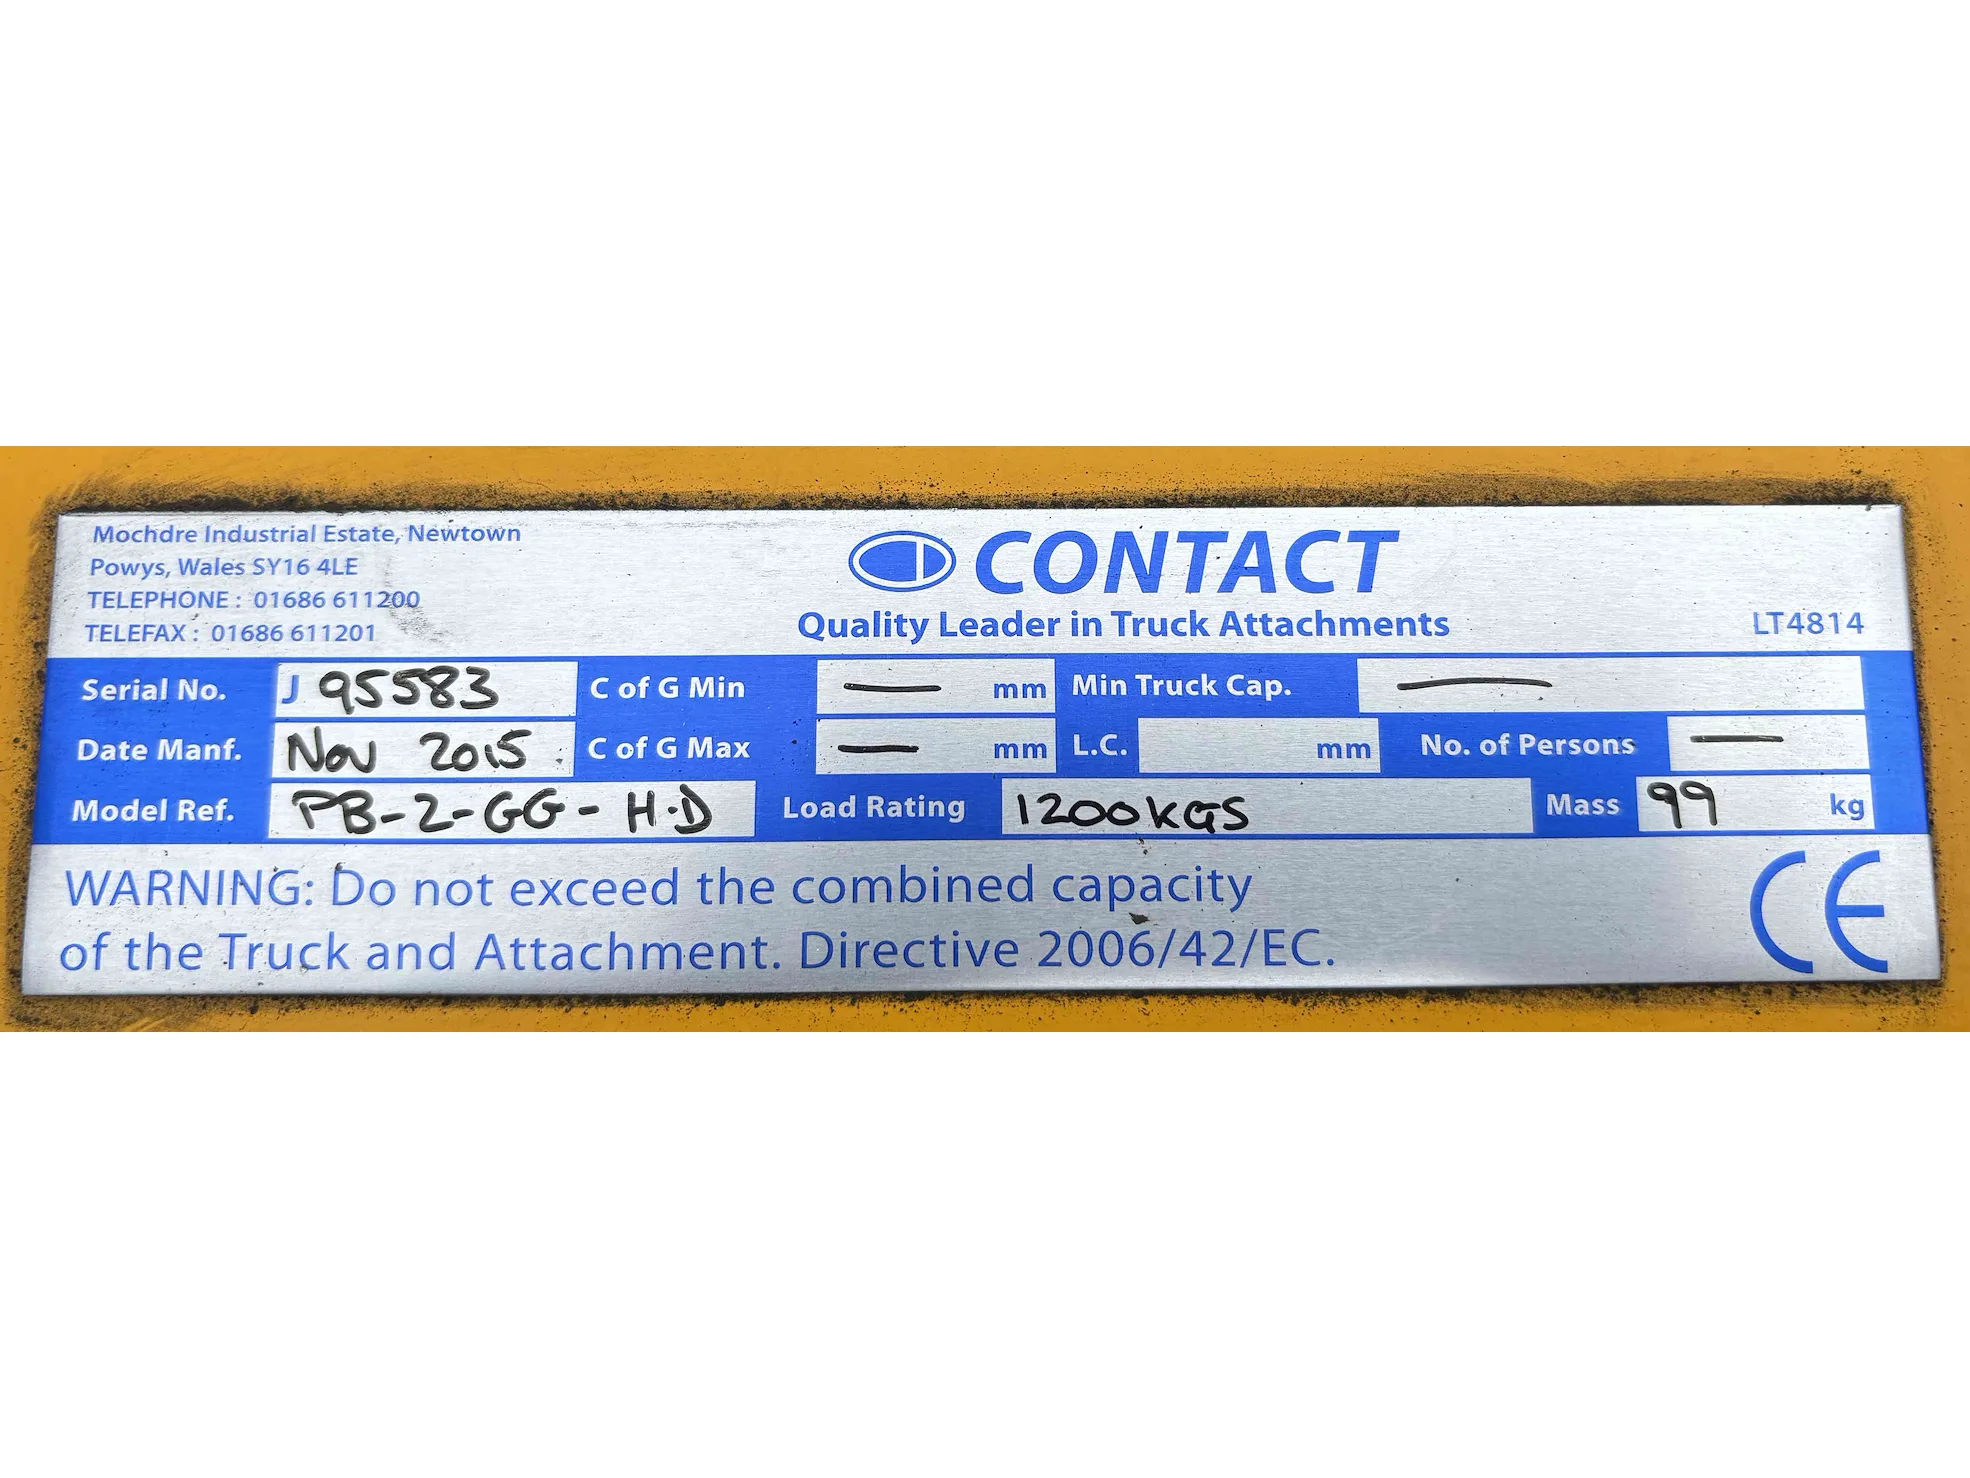 Mochdre Industrial Estate, Newtown
Powys, Wales SY16 4LE
TELEPHONE : 01686 611200
TELEFAX : 01686 611201
CONTACT
Quality Leader in Truck Attachments
LT4814
Serial No. J 95583 C of G Min — mm Min Truck Cap. —
Date Manf. Nov 2015 C of G Max — mm L.C. mm No. of Persons —
Model Ref. PB-2-GG-H.D Load Rating 1200KGS Mass 99 kg
WARNING: Do not exceed the combined capacity
of the Truck and Attachment. Directive 2006/42/EC.
CE